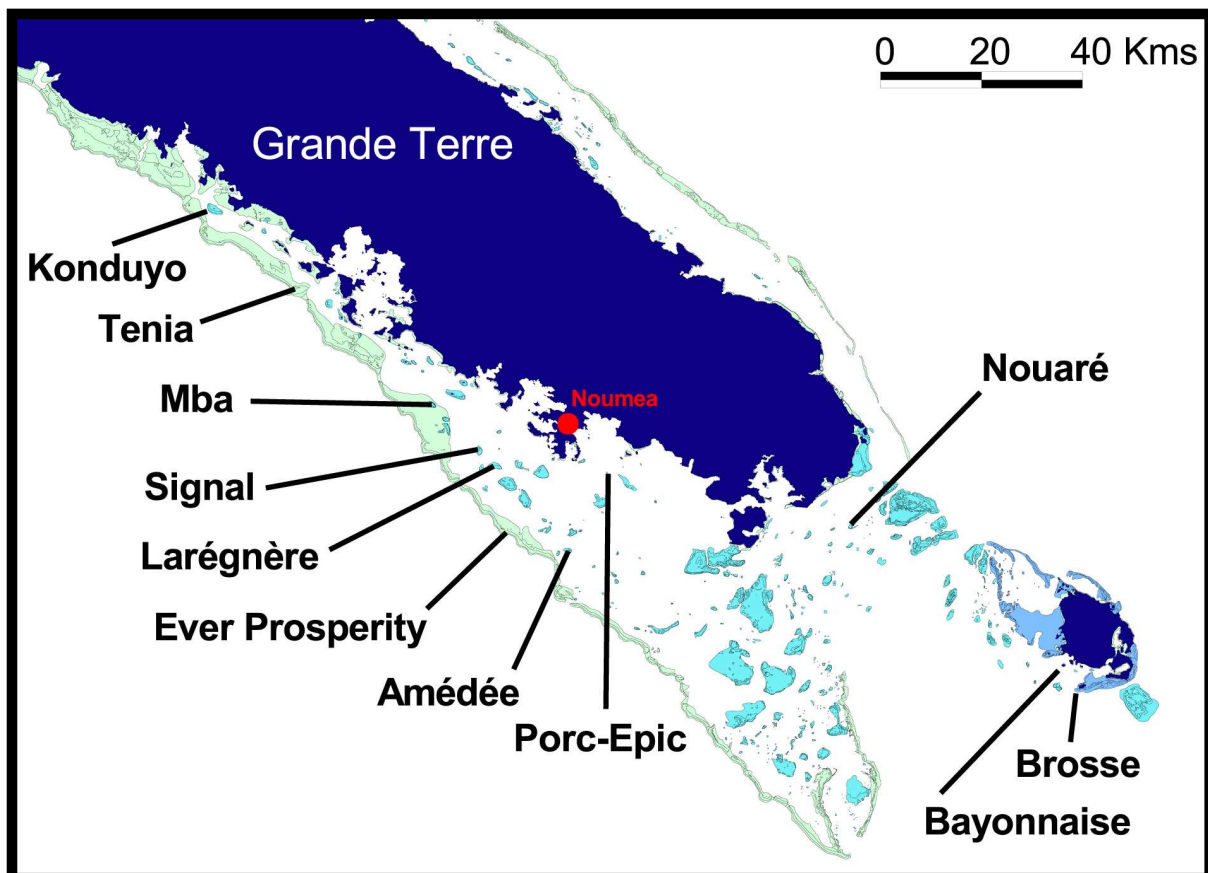 0 20 40 Kms
Grande Terre
Konduyo
Tenia
Nouaré
Mba
Noumea
Signal
Larégnère
Ever Prosperity
Amédée
Porc-Epic
Brosse
Bayonnaise